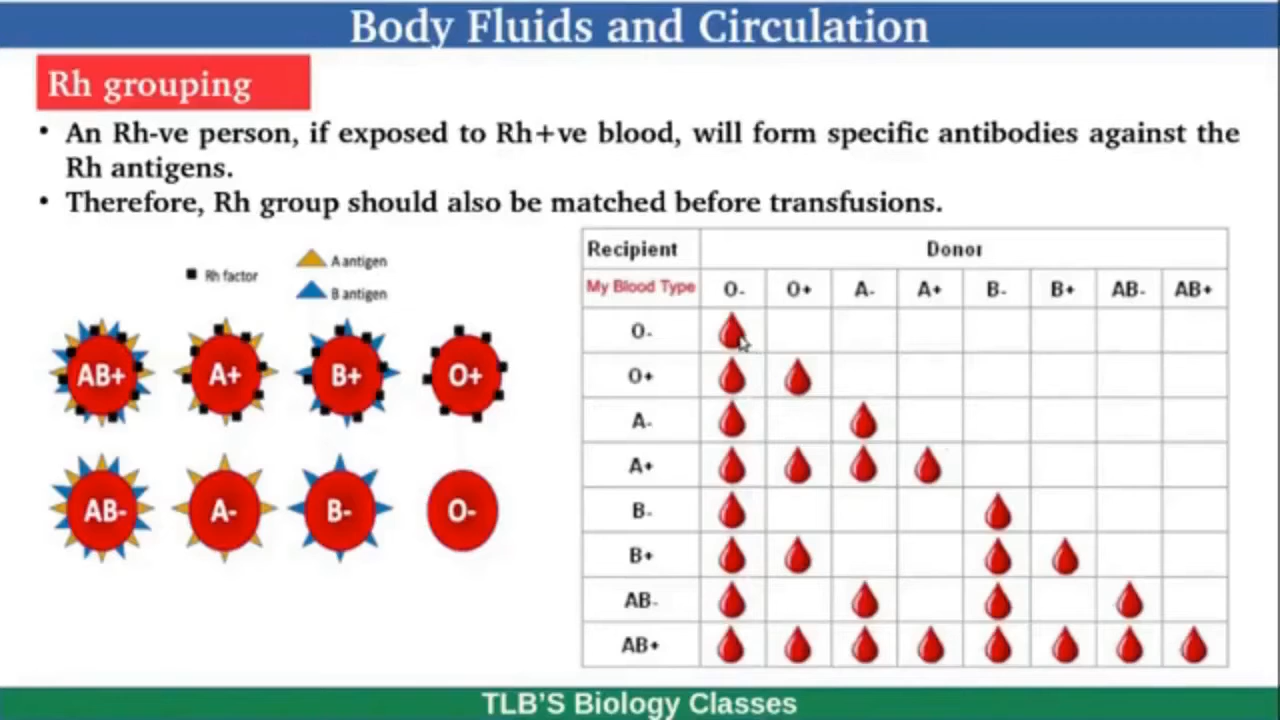 Body Fluids and Circulation
Rh grouping
• An Rh-ve person, if exposed to Rh+ve blood, will form specific antibodies against the
Rh antigens.
• Therefore, Rh group should also be matched before transfusions.
Rh factor
A antigen
B antigen
AB+ A+ B+ O+
AB- A- B- O-
Recipient Donor
My Blood Type O- O+ A- A+ B- B+ AB- AB+
O-
O+
A-
A+
B-
B+
AB-
AB+
TLB'S Biology Classes